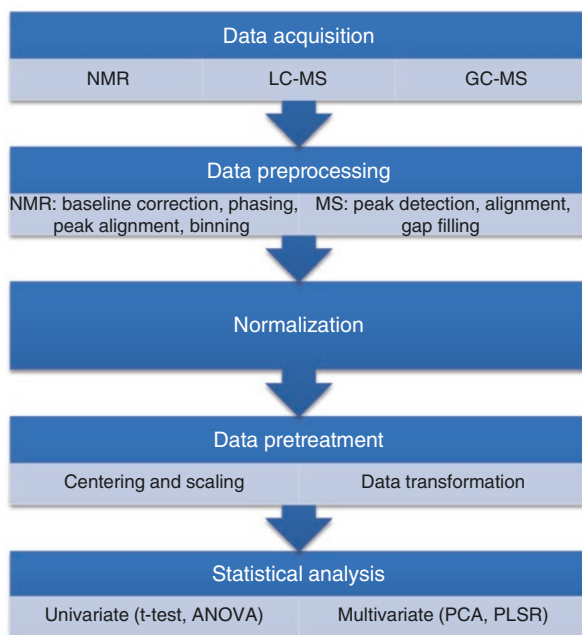 Data acquisition
NMR
LC-MS
GC-MS
Data preprocessing
NMR: baseline correction, phasing,
peak alignment, binning
MS: peak detection, alignment,
gap filling
Normalization
Data pretreatment
Centering and scaling
Data transformation
Statistical analysis
Univariate (t-test, ANOVA)
Multivariate (PCA, PLSR)